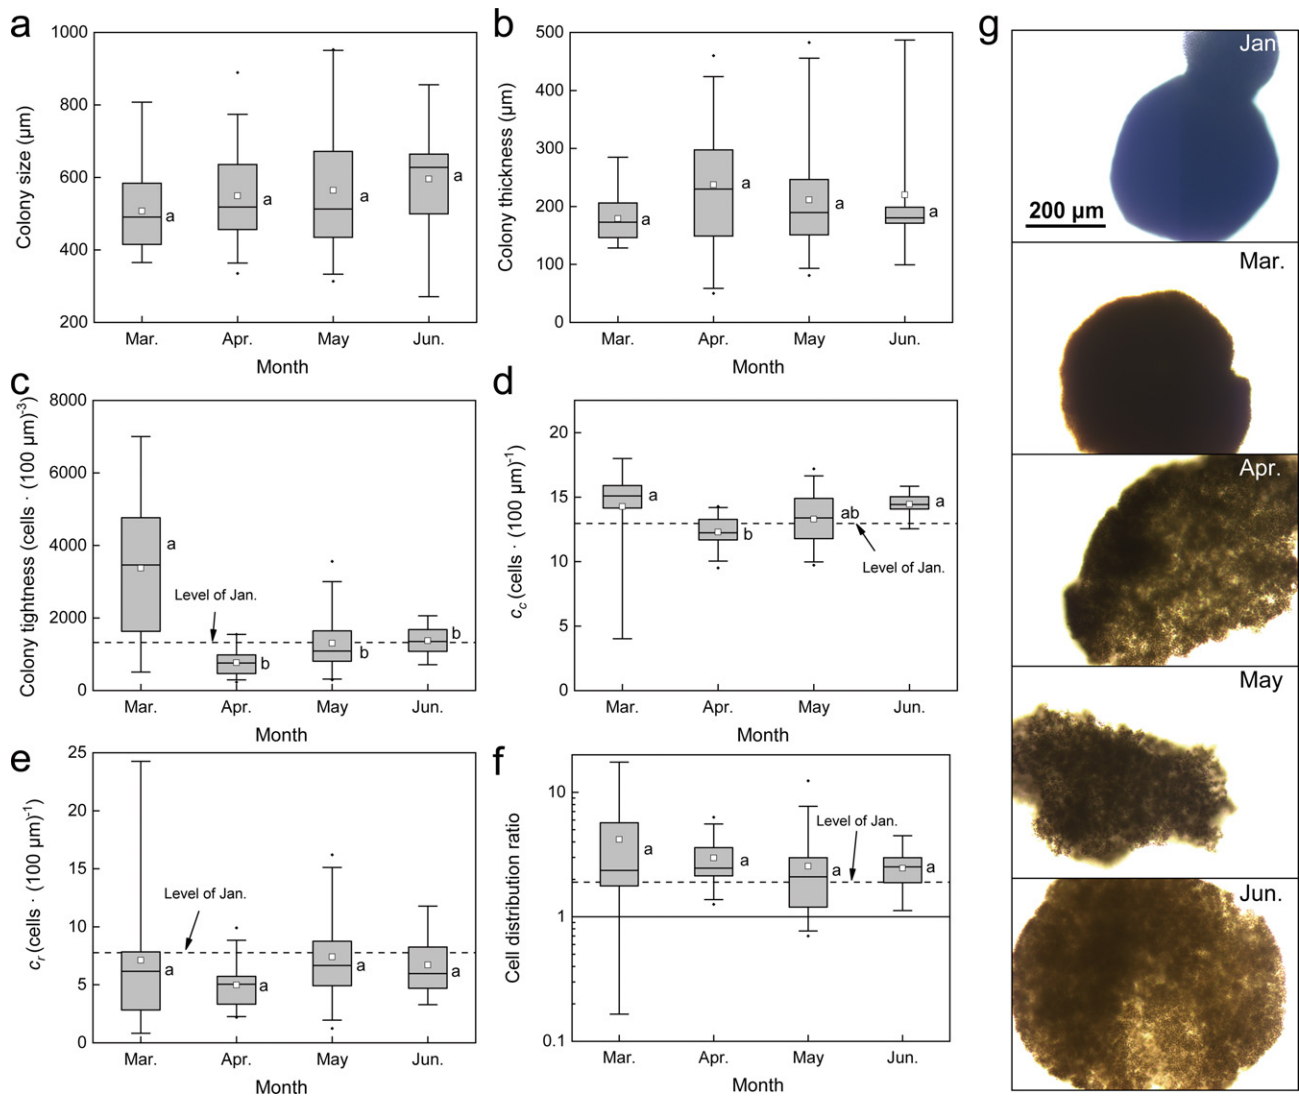 a
1000
800
600
400
200
Colony size (µm)
a
a
a
a
Mar.
Apr.
May
Jun.
Month
b
500
400
300
200
100
0
Colony thickness (µm)
a
a
a
a
Mar.
Apr.
May
Jun.
Month
c
8000
6000
4000
2000
0
Colony tightness (cells · (100 µm)-3)
a
Level of Jan.
b
b
b
Mar.
Apr.
May
Jun.
Month
d
20
15
10
5
0
cc (cells · (100 µm)-1)
a
b
ab
a
Level of Jan.
Mar.
Apr.
May
Jun.
Month
e
25
20
15
10
5
0
cr (cells · (100 µm)-1)
Level of Jan.
a
a
a
a
Mar.
Apr.
May
Jun.
Month
f
10
1
0.1
Cell distribution ratio
Level of Jan.
a
a
a
a
Mar.
Apr.
May
Jun.
Month
g
Jan
200 µm
Mar.
Apr.
May
Jun.